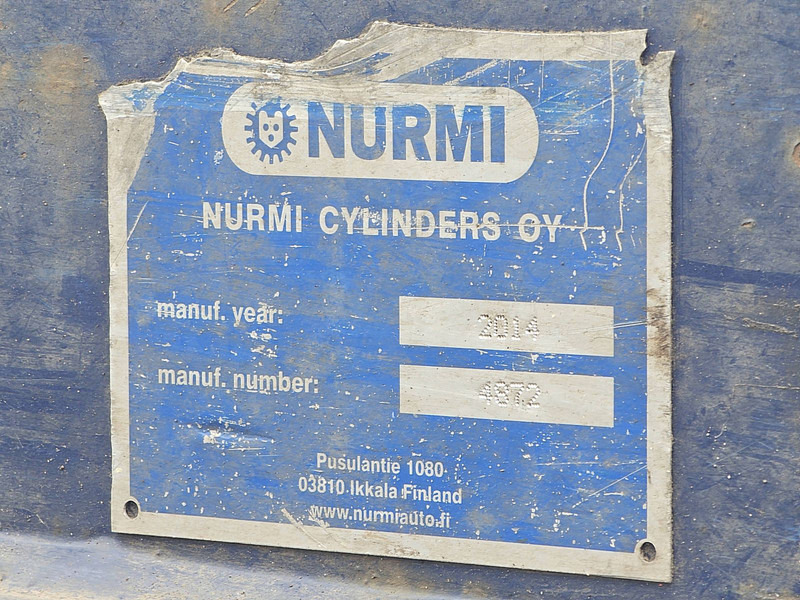 NURMI
NURMI CYLINDERS OY
manuf. year: 2014
manuf. number: 4872
Pusulantie 1080
03810 Ikkala Finland
www.nurmiauto.fi